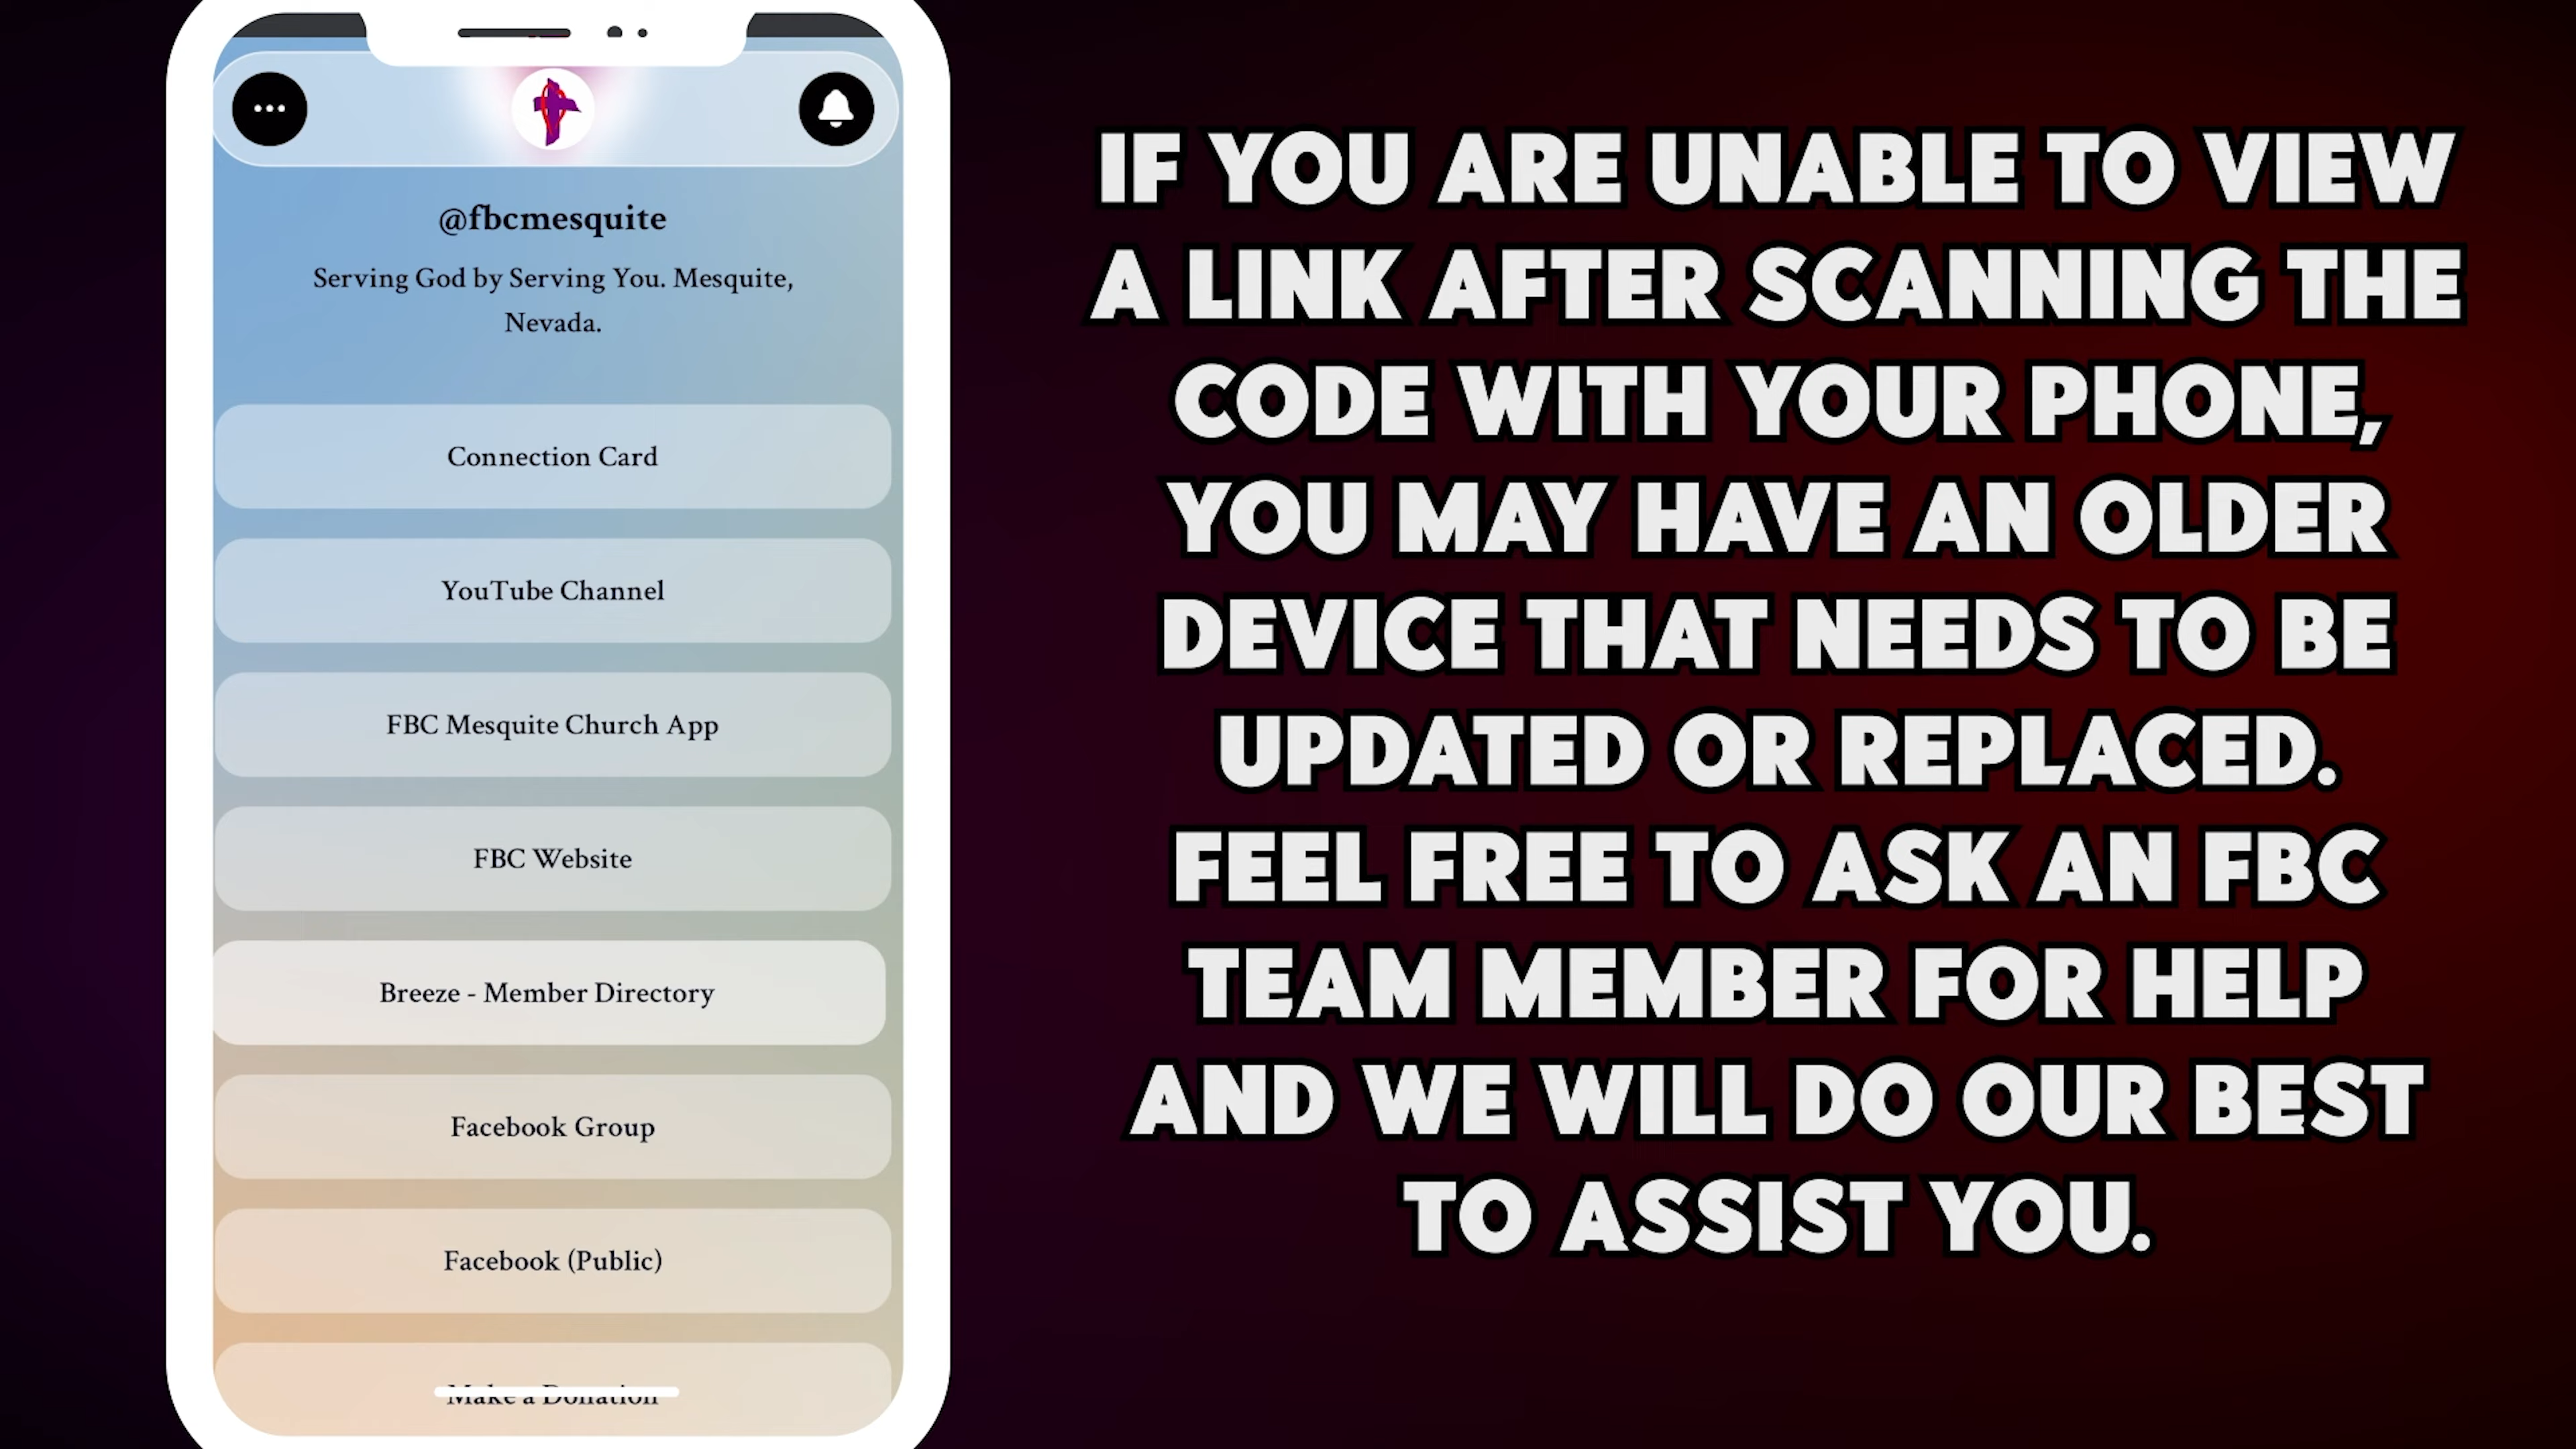 @fbcmesquite
Serving God by Serving You. Mesquite,
Nevada.
Connection Card
YouTube Channel
FBC Mesquite Church App
FBC Website
Breeze - Member Directory
Facebook Group
Facebook (Public)
Make a Donation
IF YOU ARE UNABLE TO VIEW
A LINK AFTER SCANNING THE
CODE WITH YOUR PHONE,
YOU MAY HAVE AN OLDER
DEVICE THAT NEEDS TO BE
UPDATED OR REPLACED.
FEEL FREE TO ASK AN FBC
TEAM MEMBER FOR HELP
AND WE WILL DO OUR BEST
TO ASSIST YOU.